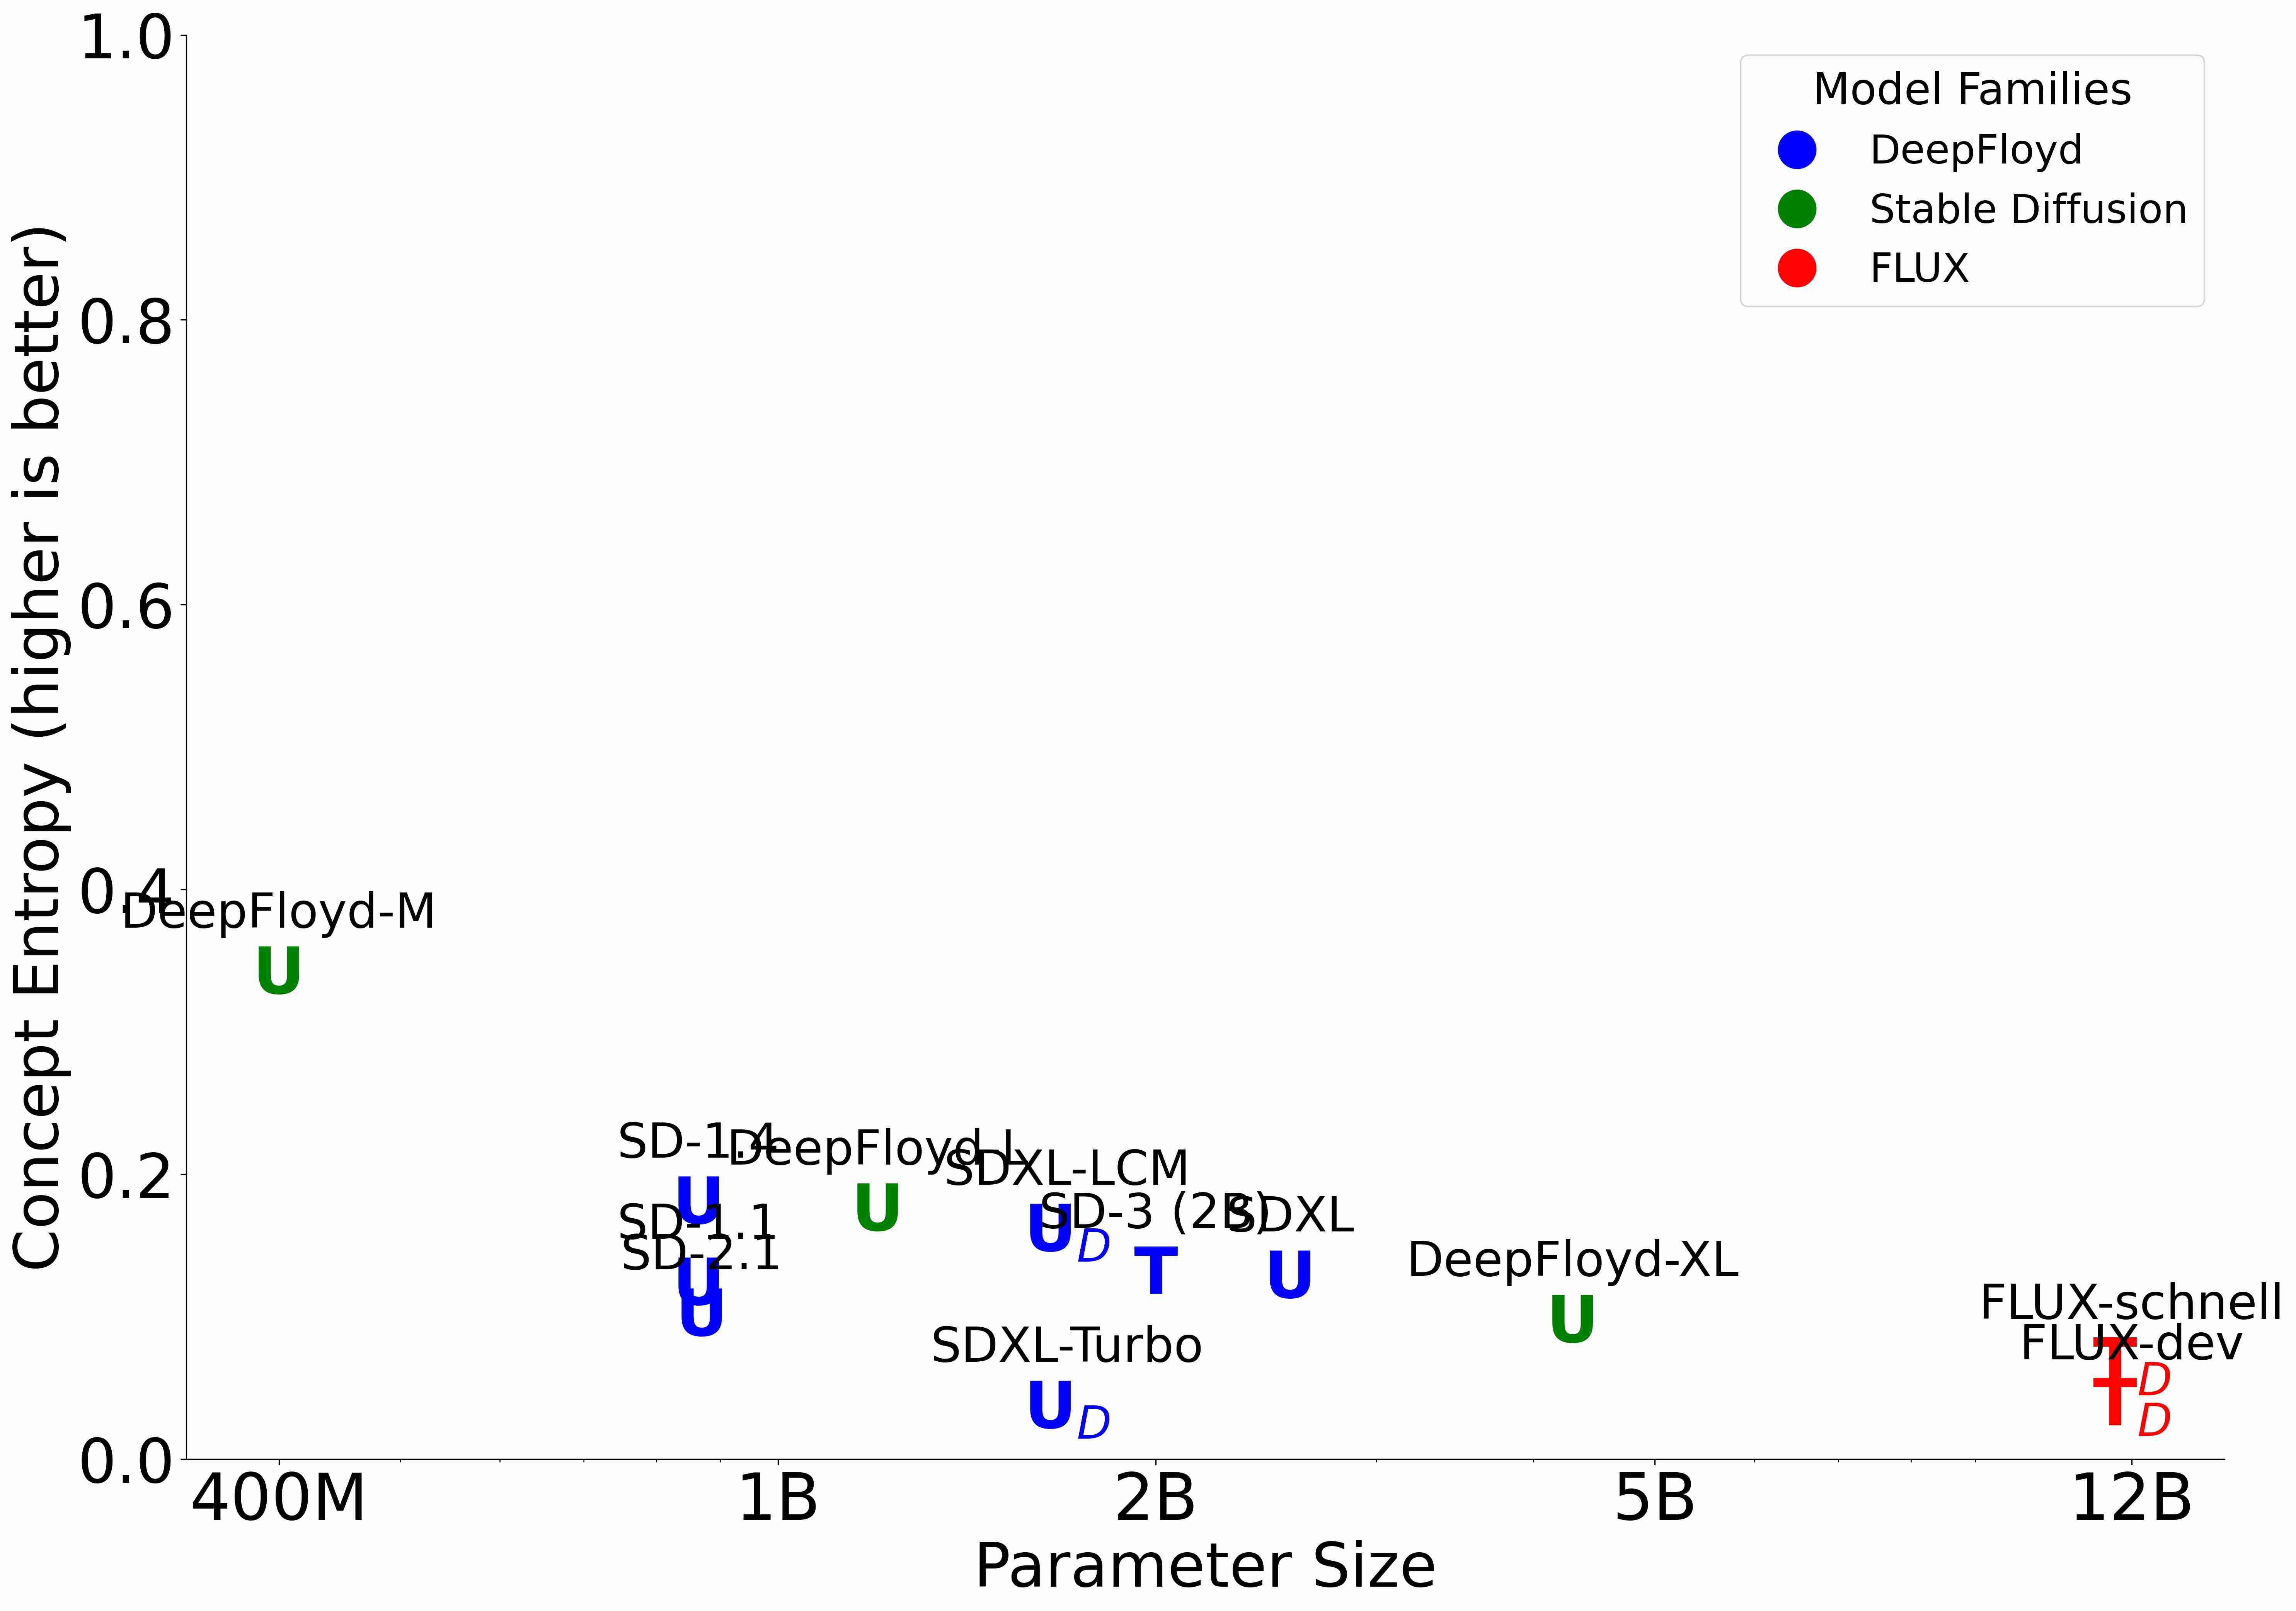 Concept Entropy (higher is better)
1.0
0.8
0.6
0.4
0.2
0.0
Model Families
DeepFloyd
Stable Diffusion
FLUX
DeepFloyd-M
U
SD-1.4
U
SD-1.1
U
SD-2.1
U
DeepFloyd-L
U
SDXL-LCM
U D
SD-3 (2B)
T
SDXL
U
SDXL-Turbo
U D
DeepFloyd-XL
U
FLUX-schnell
T D
FLUX-dev
T D
400M
1B
2B
5B
12B
Parameter Size